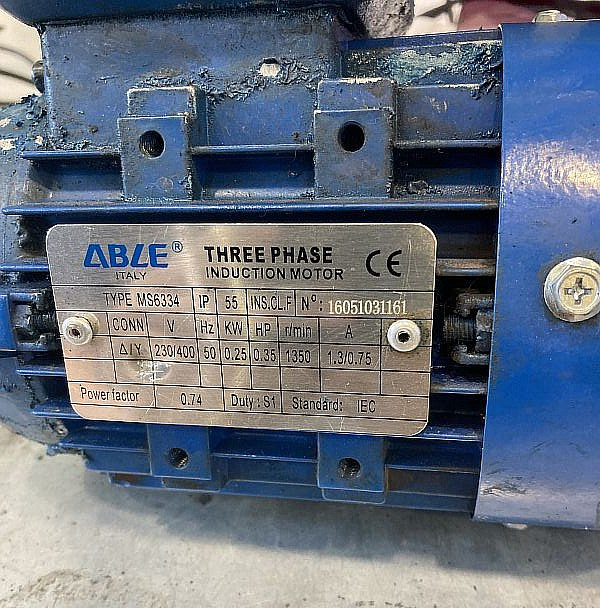 ABLE® THREE PHASE CE
ITALY INDUCTION MOTOR
TYPE MS6334 IP 55 INS.CL.F Nº: 16051031161
CONN V Hz KW HP r/min A
Δ/Y 230/400 50 0,25 0.35 1350 1.3/0,75
Power factor 0.74 Duty: S1 Standard: IEC